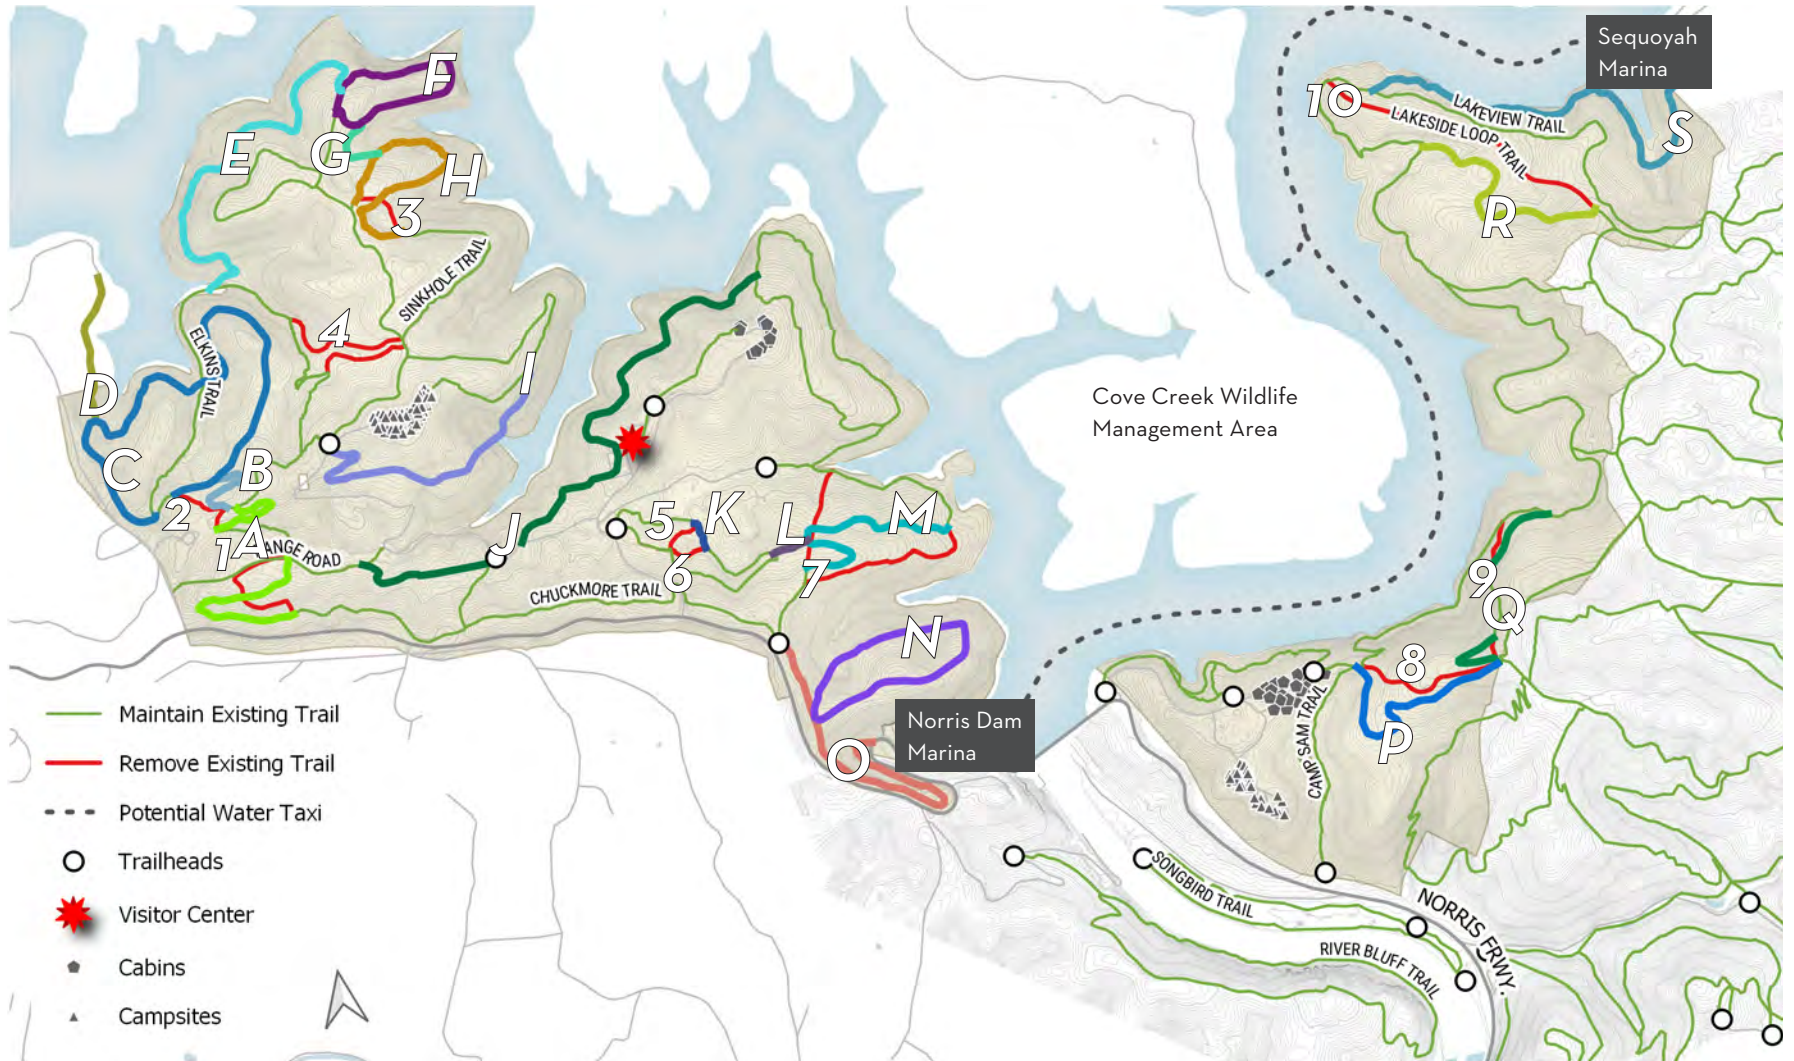 Sequoyah
Marina
F
10
LAKEVIEW TRAIL
LAKESIDE LOOP TRAIL
S
E
G
H
3
R
SINKHOLE TRAIL
4
ELKINS TRAIL
I
D
Cove Creek Wildlife
Management Area
C
B
2
5
K
L
M
1
A
ANGE ROAD
J
6
7
CHUCKMORE TRAIL
9
Q
N
8
P
O
Norris Dam
Marina
CAMP SAM TRAIL
SONGBIRD TRAIL
RIVER BLUFF TRAIL
NORRIS FRWY.
Maintain Existing Trail
Remove Existing Trail
Potential Water Taxi
Trailheads
Visitor Center
Cabins
Campsites